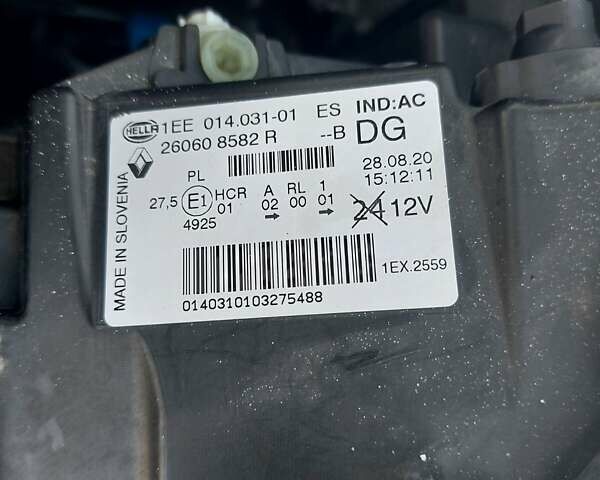 HELLA 1EE 014.031-01 ES IND:AC
26060 8582 R --B DG
28.08.20
15:12:11
PL
27,5 E1 HCR A RL 1
01 02 00 01 24 12V
4925
1EX.2559
0140310103275488
MADE IN SLOVENIA